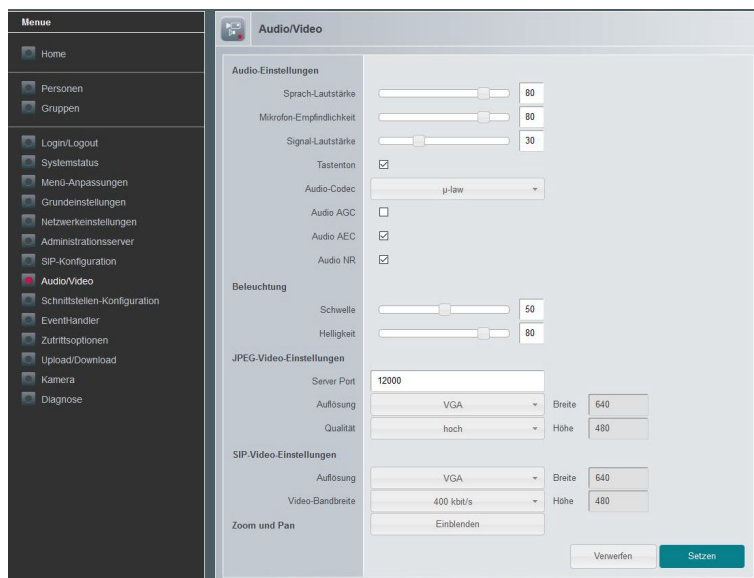 Menue
Home
Personen
Gruppen
Login/Logout
Systemstatus
Menü-Anpassungen
Grundeinstellungen
Netzwerkeinstellungen
Administrationsserver
SIP-Konfiguration
Audio/Video
Schnittstellen-Konfiguration
EventHandler
Zutrittsoptionen
Upload/Download
Kamera
Diagnose
Audio/Video
Audio-Einstellungen
Sprach-Lautstärke 80
Mikrofon-Empfindlichkeit 80
Signal-Lautstärke 30
Tastenton
Audio-Codec µ-law
Audio AGC
Audio AEC
Audio NR
Beleuchtung
Schwelle 50
Helligkeit 80
JPEG-Video-Einstellungen
Server Port 12000
Auflösung VGA Breite 640
Qualität hoch Höhe 480
SIP-Video-Einstellungen
Auflösung VGA Breite 640
Video-Bandbreite 400 kbit/s Höhe 480
Zoom und Pan Einblenden
Verwerfen Setzen